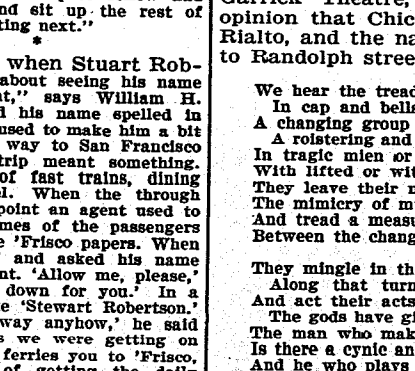 and sit up the rest of
ting next."
*
when Stuart Rob-
about seeing his name
nt," says William H.
d his name spelled in
used to make him a bit
way to San Francisco
trip meant something.
of fast trains, dining
el. When the through
point an agent used to
mes of the passengers
e 'Frisco papers. When
and asked his name
nt. 'Allow me, please,'
down for you.' In a
e 'Stewart Robertson.'
way anyhow,' he said
s we were getting on
ferries you to 'Frisco,
of getting the daily
opinion that Chic
Rialto, and the na
to Randolph stree
We hear the tread
In cap and bells
A changing group
A roistering and
In tragic mien or
With lifted or wit
They leave their m
The mimicry of m
And tread a measu
Between the chang
They mingle in th
Along that turn
And act their acts
The gods have gi
The man who mak
Is there a cynic an
And he who plays